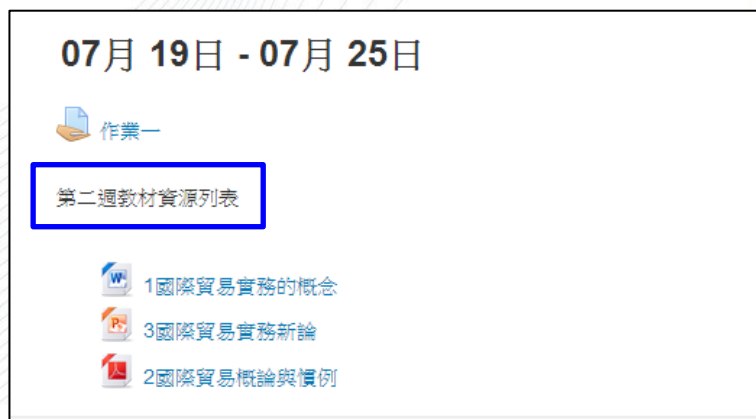 07月 19日 - 07月 25日
作業一
第二週教材資源列表
1國際貿易實務的概念
3國際貿易實務新論
2國際貿易概論與慣例